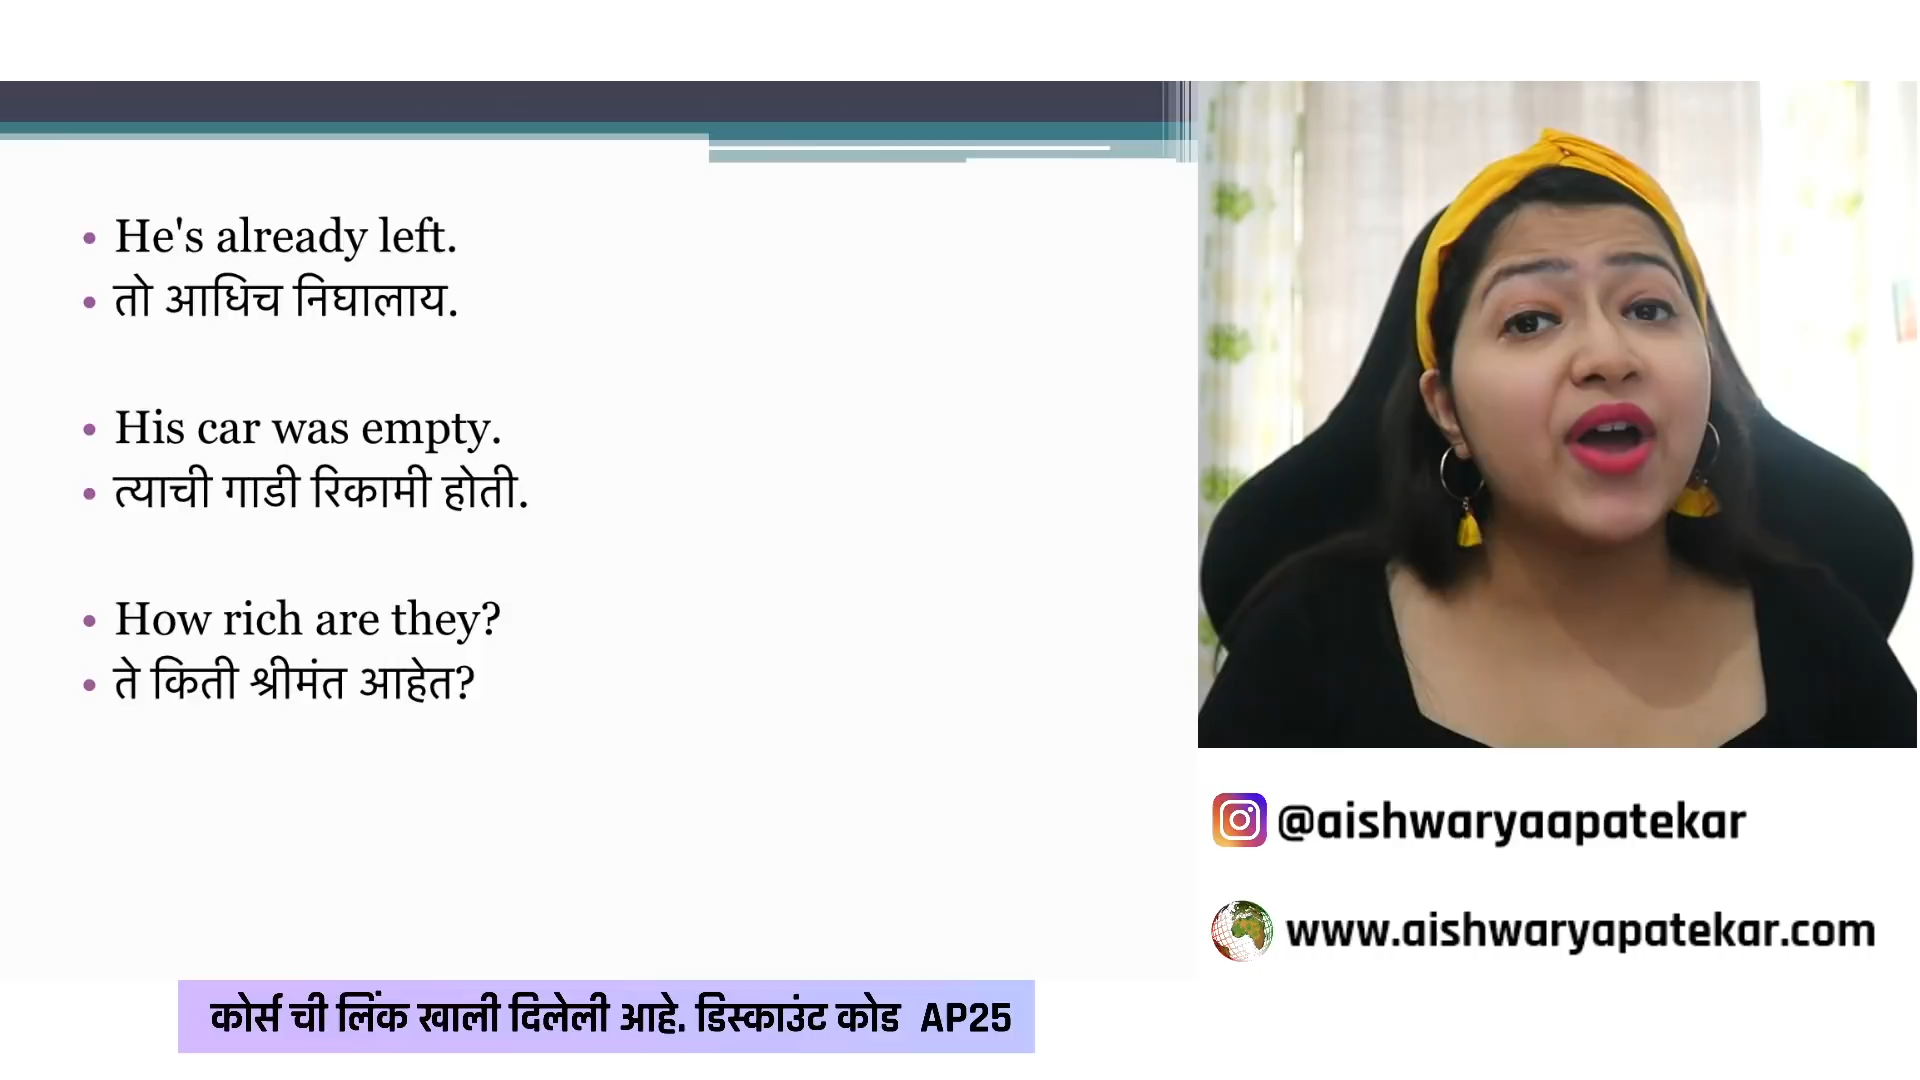 He's already left.
तो आधिच निघालाय.
His car was empty.
त्याची गाडी रिकामी होती.
How rich are they?
ते किती श्रीमंत आहेत?
@aishwaryaapatekar
www.aishwaryapatekar.com
कोर्स ची लिंक खाली दिलेली आहे. डिस्काउंट कोड AP25